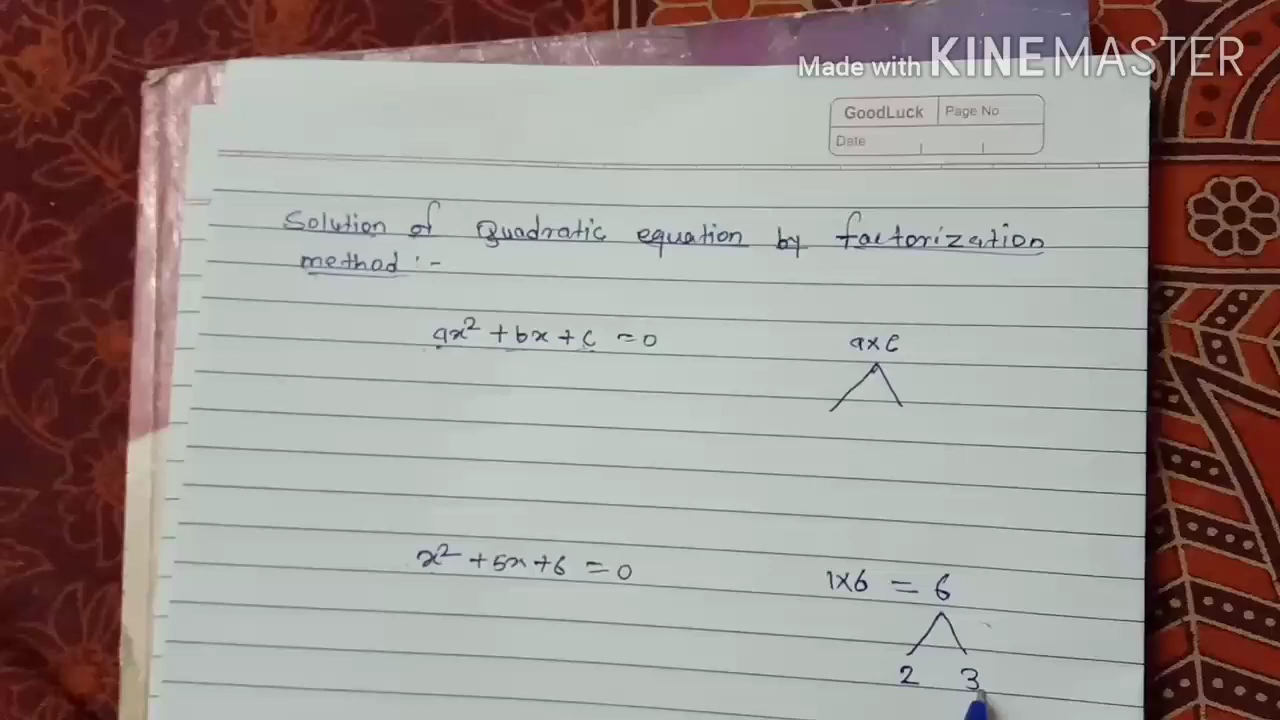 Made with KINEMASTER
GoodLuck Page No
Date
Solution of Quadratic equation by factorization
method :-
ax² + bx + c = 0
a×c
x² + 5x + 6 = 0
1×6 = 6
2 3